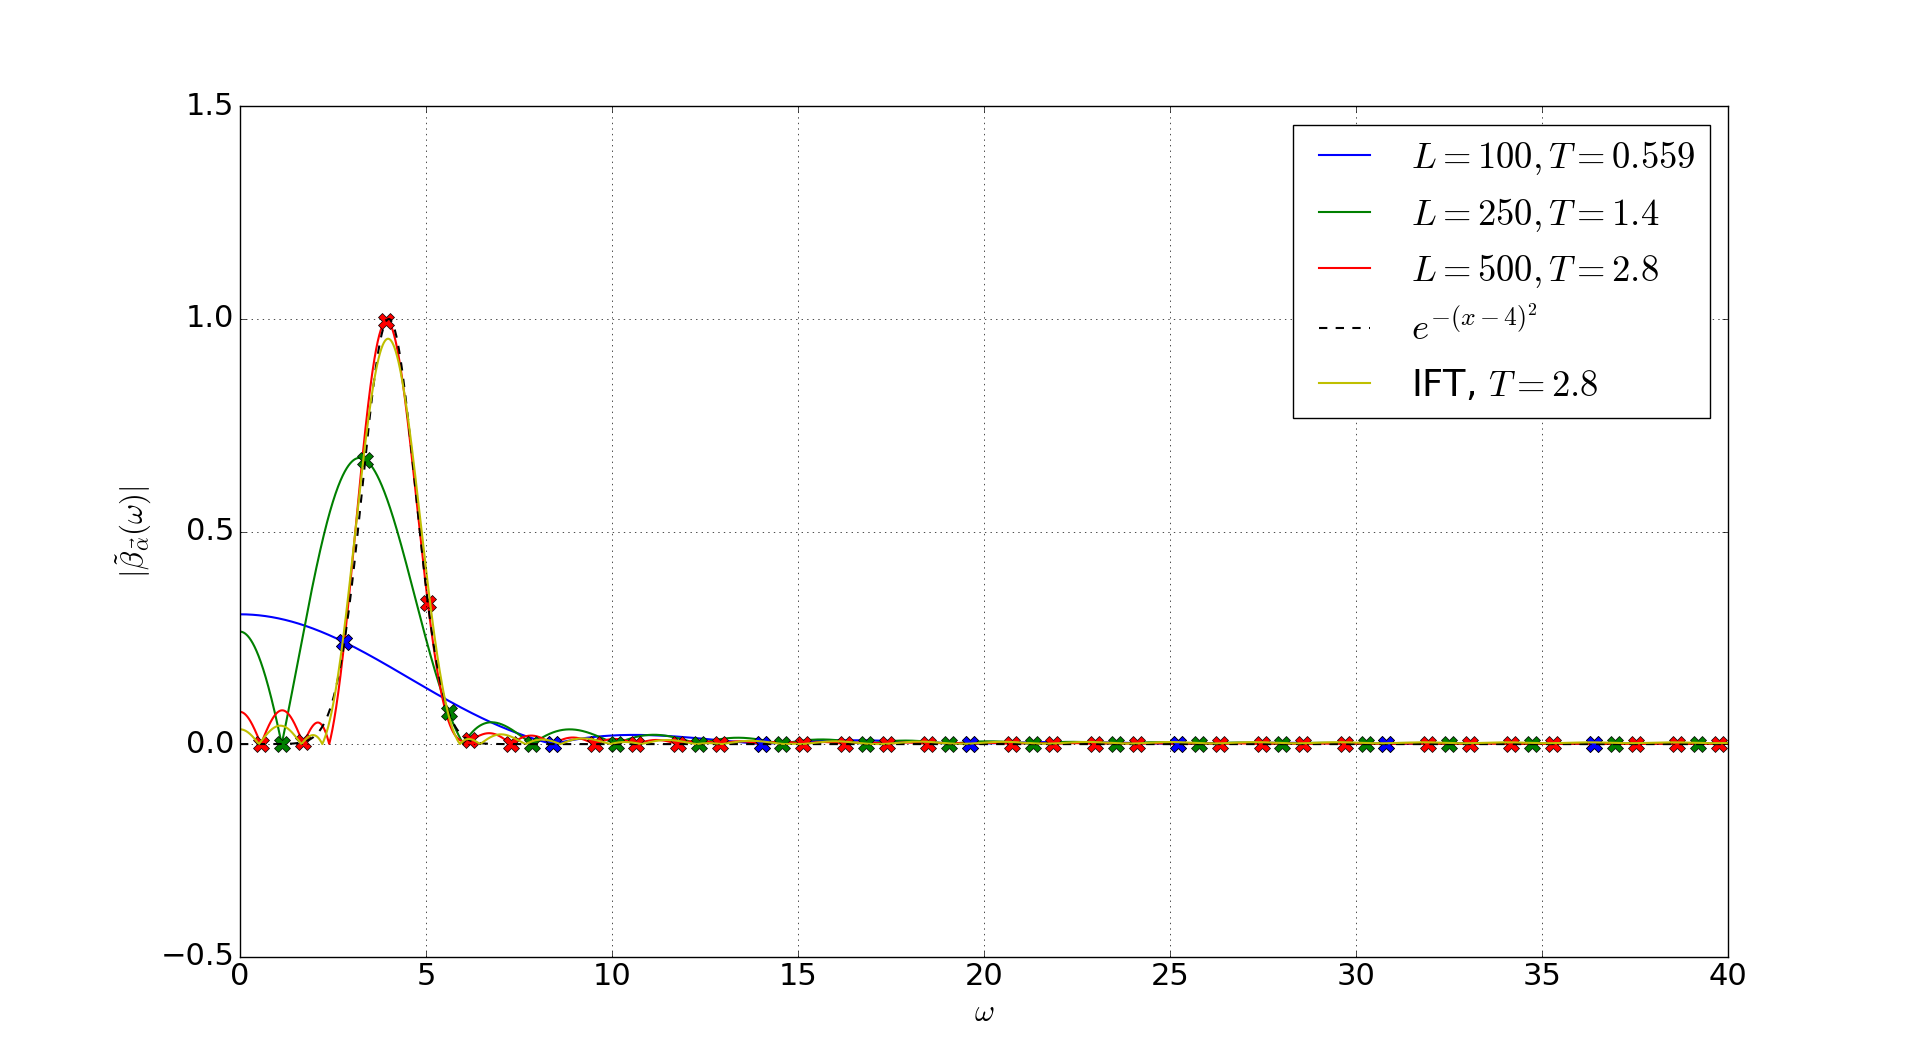 1.5
1.0
0.5
0.0
−0.5
0 5 10 15 20 25 30 35 40
ω
|β̃_α⃗(ω)|
L = 100, T = 0.559
L = 250, T = 1.4
L = 500, T = 2.8
e^{−(x−4)^2}
IFT, T = 2.8